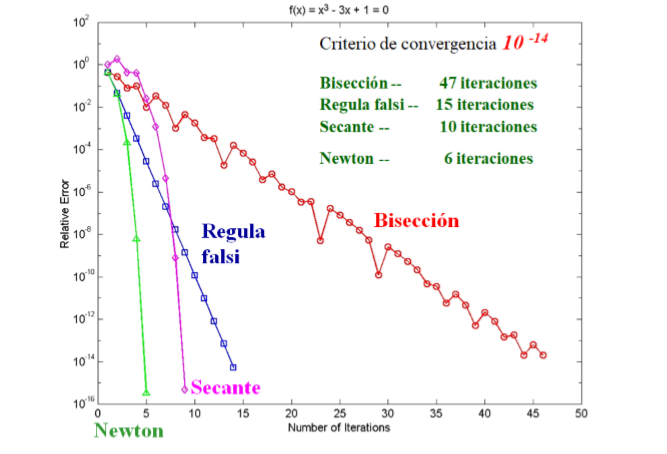 f(x) = x³ - 3x + 1 = 0
Criterio de convergencia 10 -14
Bisección -- 47 iteraciones
Regula falsi -- 15 iteraciones
Secante -- 10 iteraciones
Newton -- 6 iteraciones
Relative Error
10²
10⁰
10⁻²
10⁻⁴
10⁻⁶
10⁻⁸
10⁻¹⁰
10⁻¹²
10⁻¹⁴
10⁻¹⁶
Bisección
Regula
falsi
Secante
0 5 10 15 20 25 30 35 40 45 50
Newton
Number of Iterations